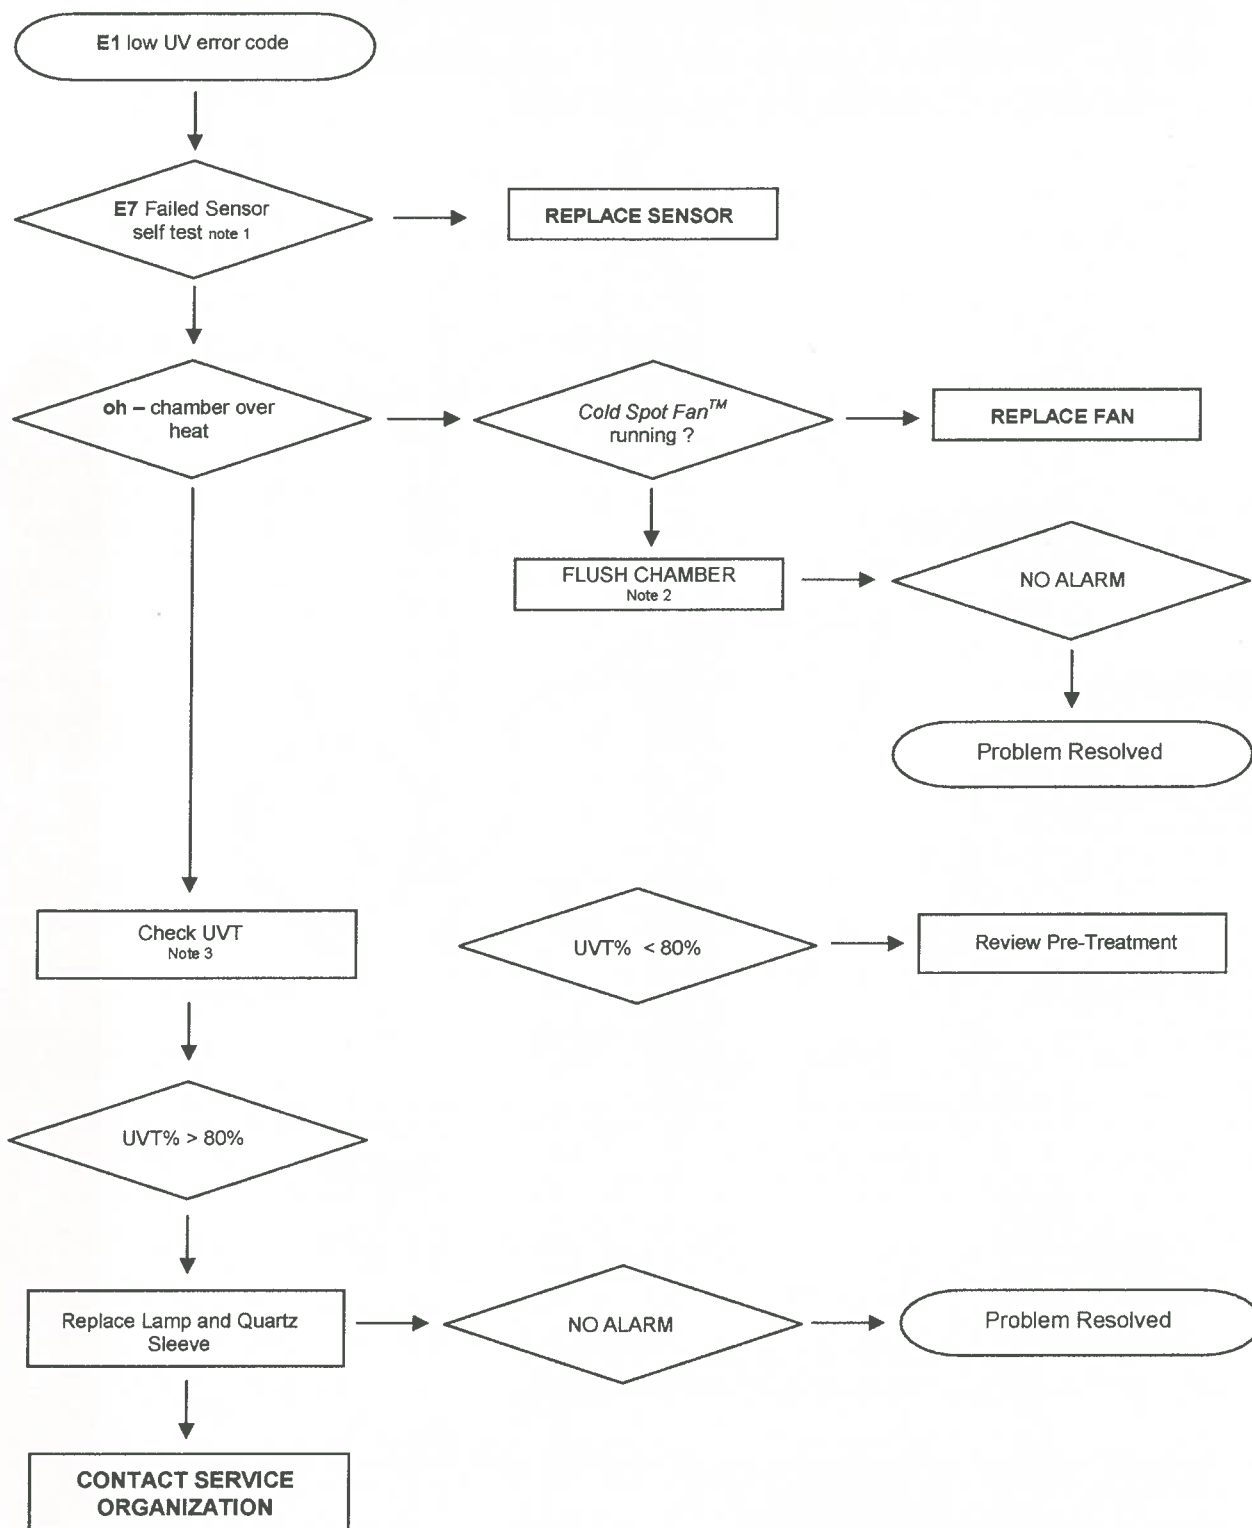 E1 low UV error code
E7 Failed Sensor
self test note 1
REPLACE SENSOR
oh – chamber over
heat
Cold Spot Fan™
running ?
REPLACE FAN
FLUSH CHAMBER
Note 2
NO ALARM
Problem Resolved
Check UVT
Note 3
UVT% < 80%
Review Pre-Treatment
UVT% > 80%
Replace Lamp and Quartz
Sleeve
NO ALARM
Problem Resolved
CONTACT SERVICE
ORGANIZATION